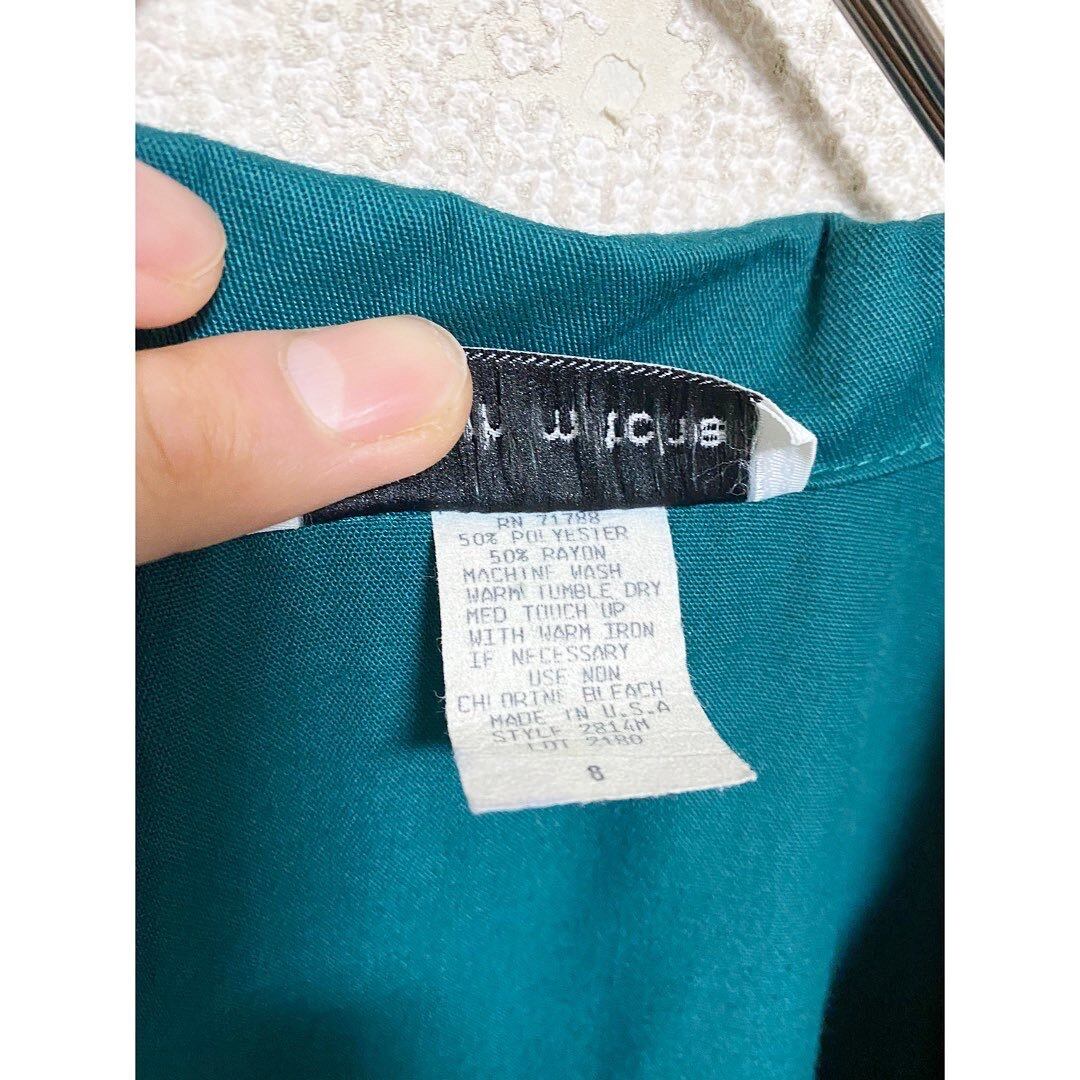 RN 71788
50% POLYESTER
50% RAYON
MACHINE WASH
WARM TUMBLE DRY
MED TOUCH UP
WITH WARM IRON
IF NECESSARY
USE NON
CHLORINE BLEACH
MADE IN U.S.A
STYLE 2814M
LOT 2180
8